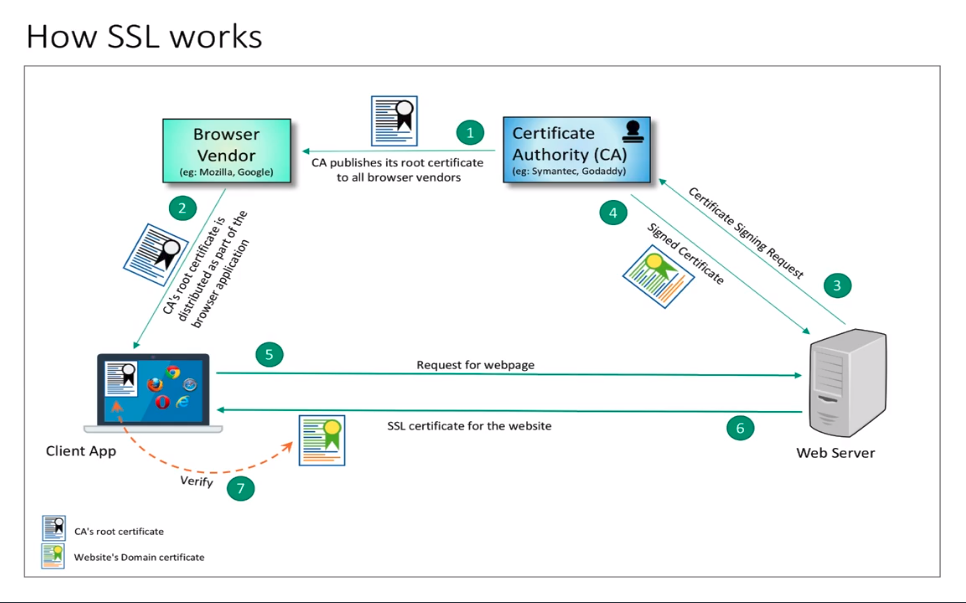 How SSL works
Browser
Vendor
(eg: Mozilla, Google)
1
CA publishes its root certificate
to all browser vendors
Certificate
Authority (CA)
(eg: Symantec, Godaddy)
2
CA's root certificate is
distributed as part of the
browser application
4
Signed Certificate
Certificate Signing Request
3
5
Request for webpage
SSL certificate for the website
6
Client App
Web Server
Verify
7
CA's root certificate
Website's Domain certificate